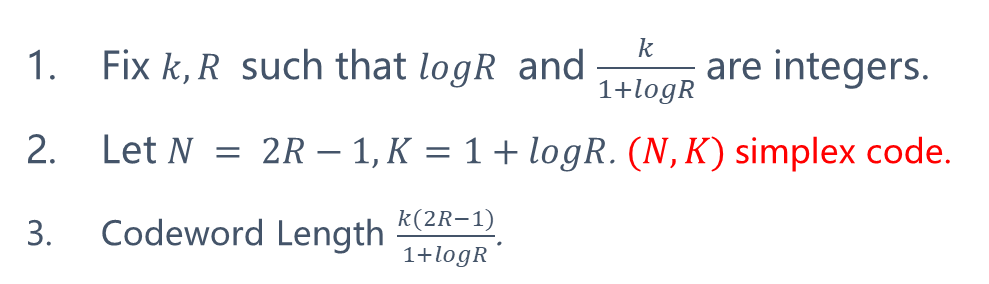 1. Fix k, R such that logR and k/(1+logR) are integers.
2. Let N = 2R − 1, K = 1 + logR. (N, K) simplex code.
3. Codeword Length k(2R−1)/(1+logR).